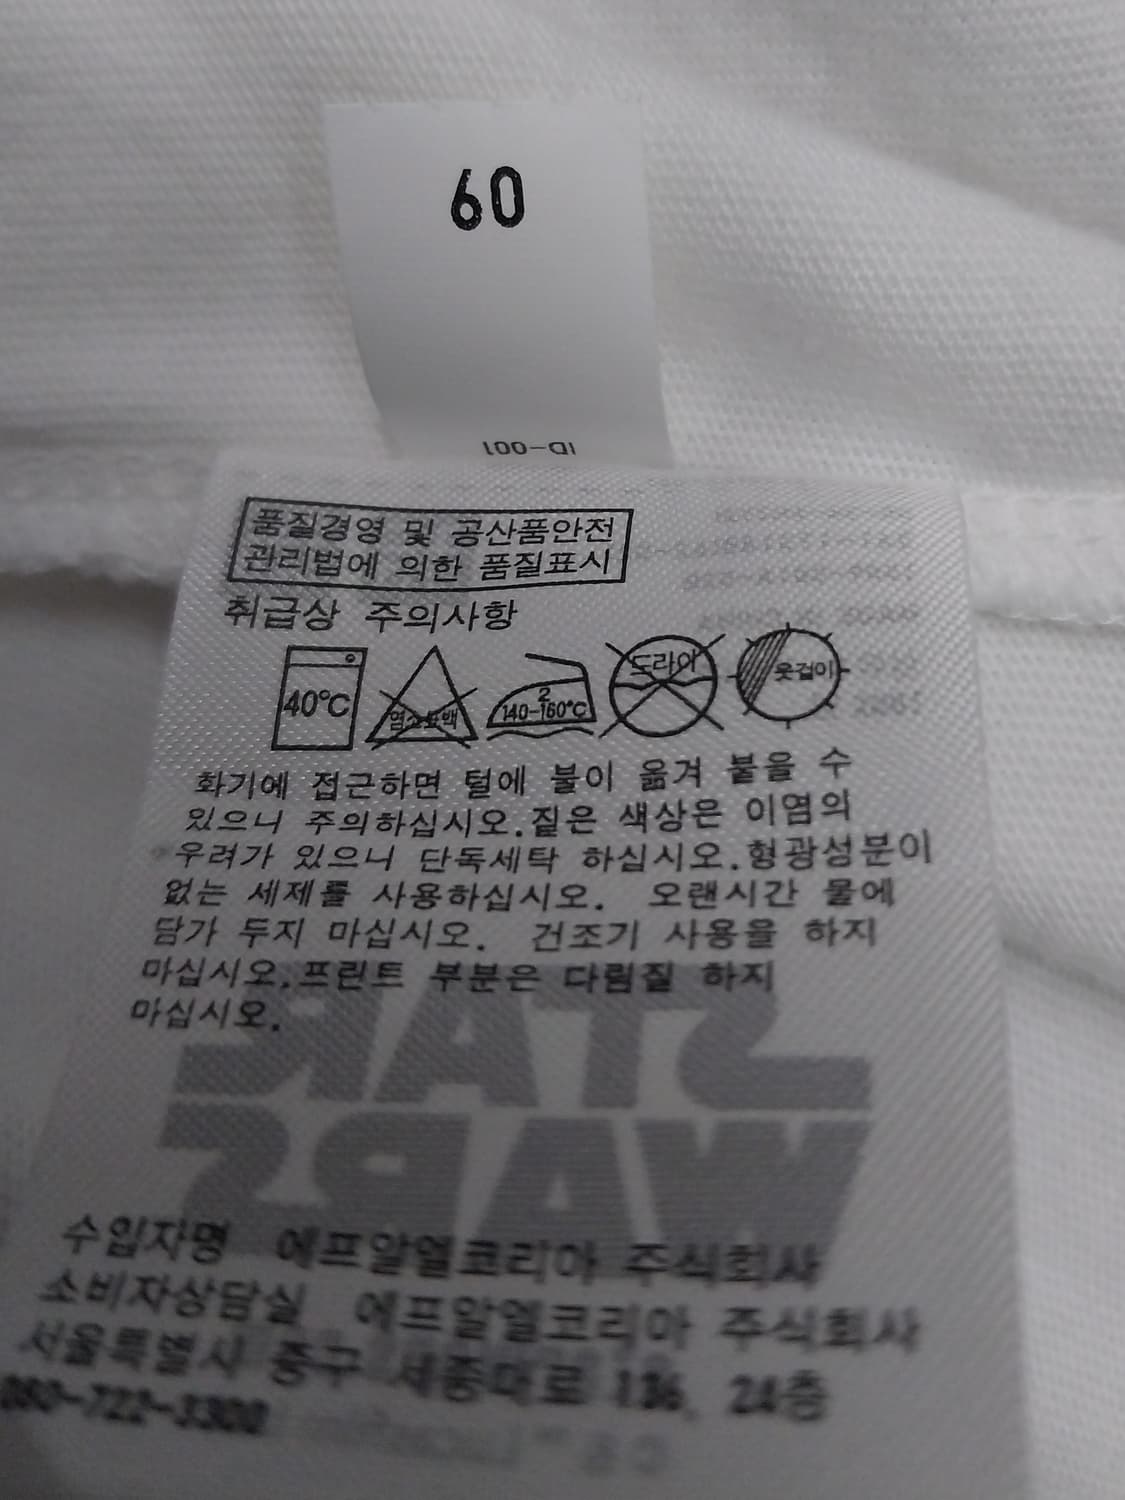 60
ID-001
품질경영 및 공산품안전
관리법에 의한 품질표시
취급상 주의사항
40℃
염소표백
2
140-160℃
드라이
옷걸이
화기에 접근하면 털에 불이 옮겨 붙을 수
있으니 주의하십시오.짙은 색상은 이염의
우려가 있으니 단독세탁 하십시오.형광성분이
없는 세제를 사용하십시오. 오랜시간 물에
담가 두지 마십시오. 건조기 사용을 하지
마십시오.프린트 부분은 다림질 하지
마십시오.
STAR
WARS
수입자명 에프알엘코리아 주식회사
소비자상담실 에프알엘코리아 주식회사
서울특별시 중구 세종대로 136, 24층
080-722-3300